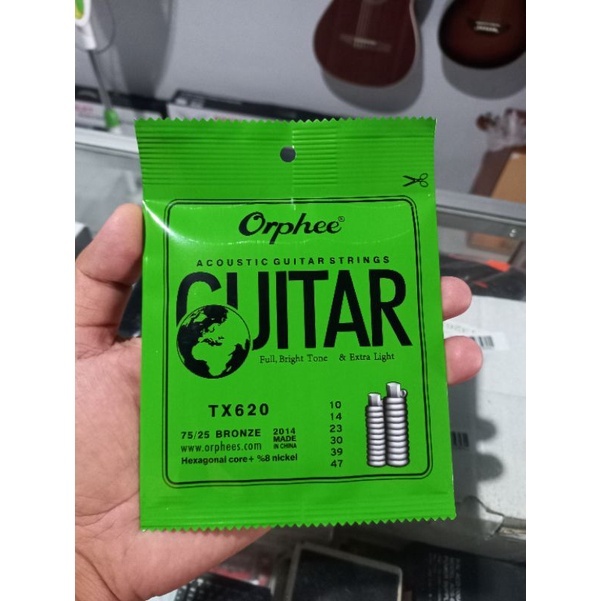 Orphee®
ACOUSTIC GUITAR STRINGS
GUITAR
Full, Bright Tone & Extra Light
TX620
75/25 BRONZE 2014
MADE
IN CHINA
www.orphees.com
Hexagonal core+ %8 nickel
10
14
23
30
39
47